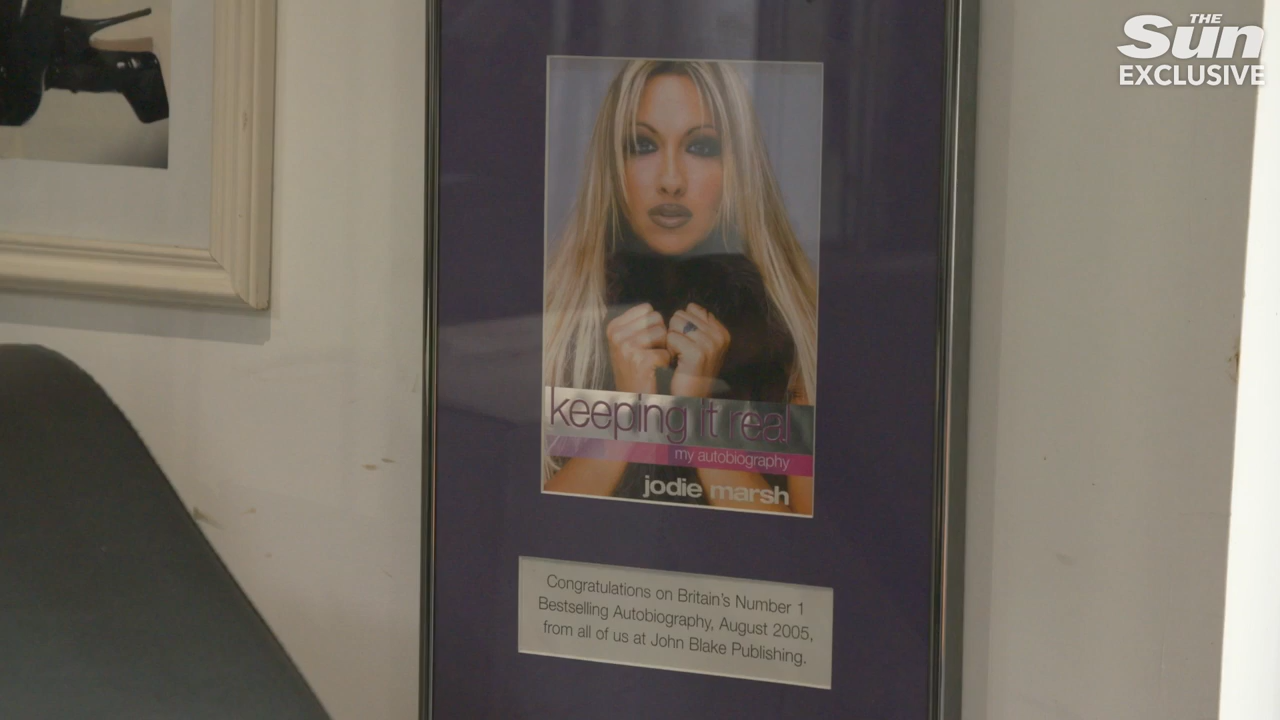 THE
Sun
EXCLUSIVE
keeping it real
my autobiography
jodie marsh
Congratulations on Britain's Number 1
Bestselling Autobiography, August 2005,
from all of us at John Blake Publishing.